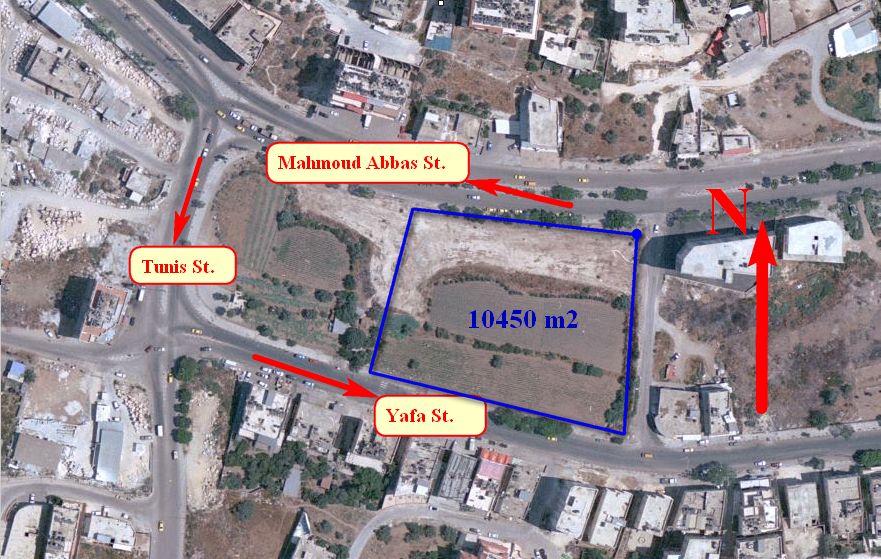 Mahmoud Abbas St.
N
Tunis St.
10450 m2
Yafa St.